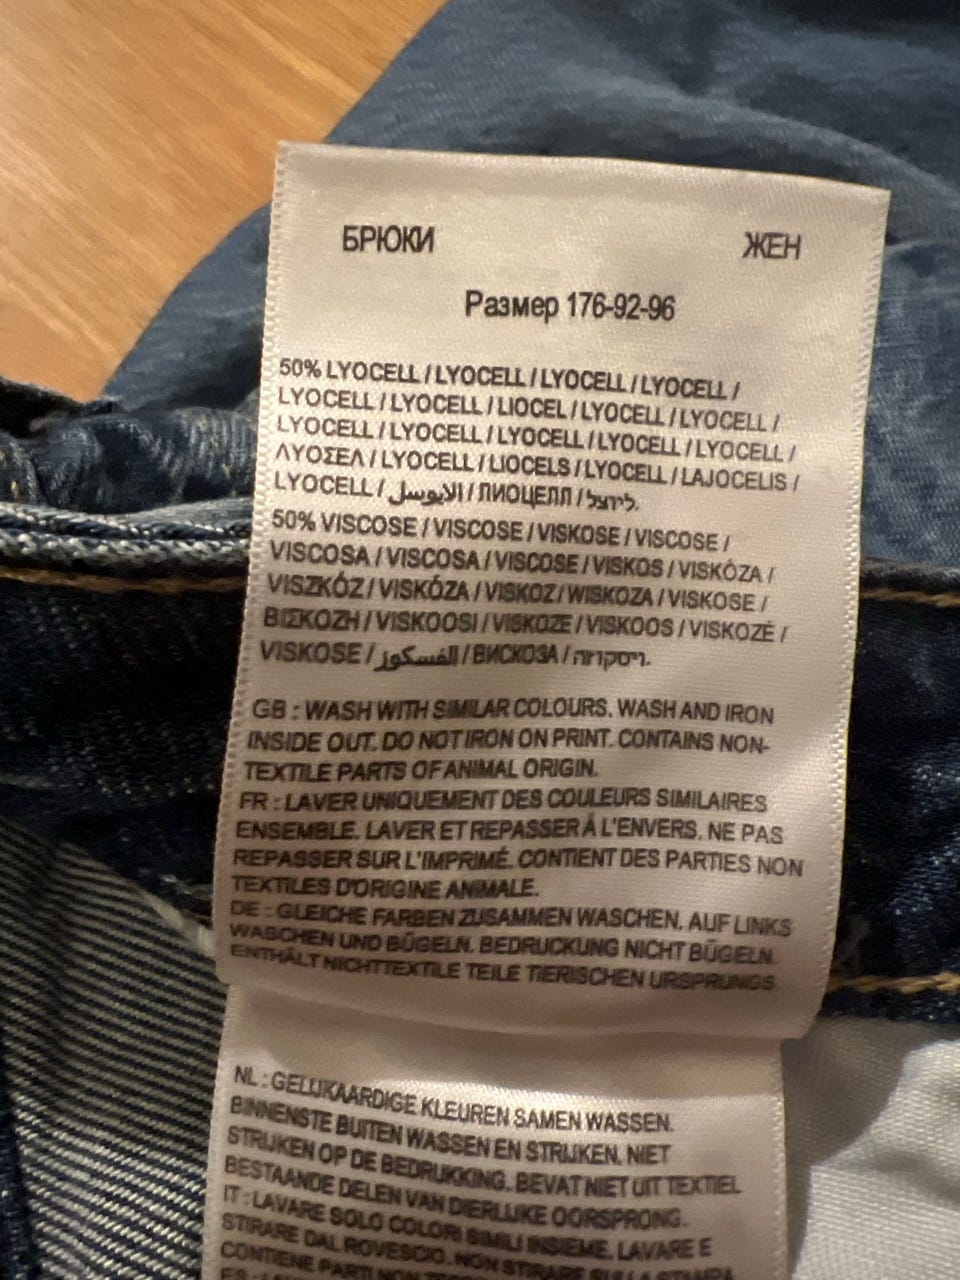 БРЮКИ ЖЕН
Размер 176-92-96
50% LYOCELL / LYOCELL / LYOCELL / LYOCELL /
LYOCELL / LYOCELL / LIOCEL / LYOCELL / LYOCELL /
LYOCELL / LYOCELL / LYOCELL / LYOCELL / LYOCELL /
ΛΥΟΣΕΛ / LYOCELL / LIOCELS / LYOCELL / LAJOCELIS /
LYOCELL / الايوسل / ЛИОЦЕЛЛ / ליוצל.
50% VISCOSE / VISCOSE / VISKOSE / VISCOSE /
VISCOSA / VISCOSA / VISCOSE / VISKOS / VISKÓZA /
VISZKÓZ / VISKÓZA / VISKOZ / WISKOZA / VISKOSE /
ΒΙΣΚΟΖΗ / VISKOOSI / VISKOZE / VISKOOS / VISKOZĖ /
VISKOSE / الفسكوز / ВИСКОЗА / ויסקוזה.
GB : WASH WITH SIMILAR COLOURS. WASH AND IRON
INSIDE OUT. DO NOT IRON ON PRINT. CONTAINS NON-
TEXTILE PARTS OF ANIMAL ORIGIN.
FR : LAVER UNIQUEMENT DES COULEURS SIMILAIRES
ENSEMBLE. LAVER ET REPASSER À L'ENVERS. NE PAS
REPASSER SUR L'IMPRIMÉ. CONTIENT DES PARTIES NON
TEXTILES D'ORIGINE ANIMALE.
DE : GLEICHE FARBEN ZUSAMMEN WASCHEN. AUF LINKS
WASCHEN UND BÜGELN. BEDRUCKUNG NICHT BÜGELN.
ENTHÄLT NICHTTEXTILE TEILE TIERISCHEN URSPRUNGS.
NL : GELIJKAARDIGE KLEUREN SAMEN WASSEN.
BINNENSTE BUITEN WASSEN EN STRIJKEN. NIET
STRIJKEN OP DE BEDRUKKING. BEVAT NIET UIT TEXTIEL
BESTAANDE DELEN VAN DIERLIJKE OORSPRONG.
IT : LAVARE SOLO COLORI SIMILI INSIEME. LAVARE E
STIRARE DAL ROVESCIO. NON STIRARE SULLA STAMPA.
CONTIENE PARTI NON